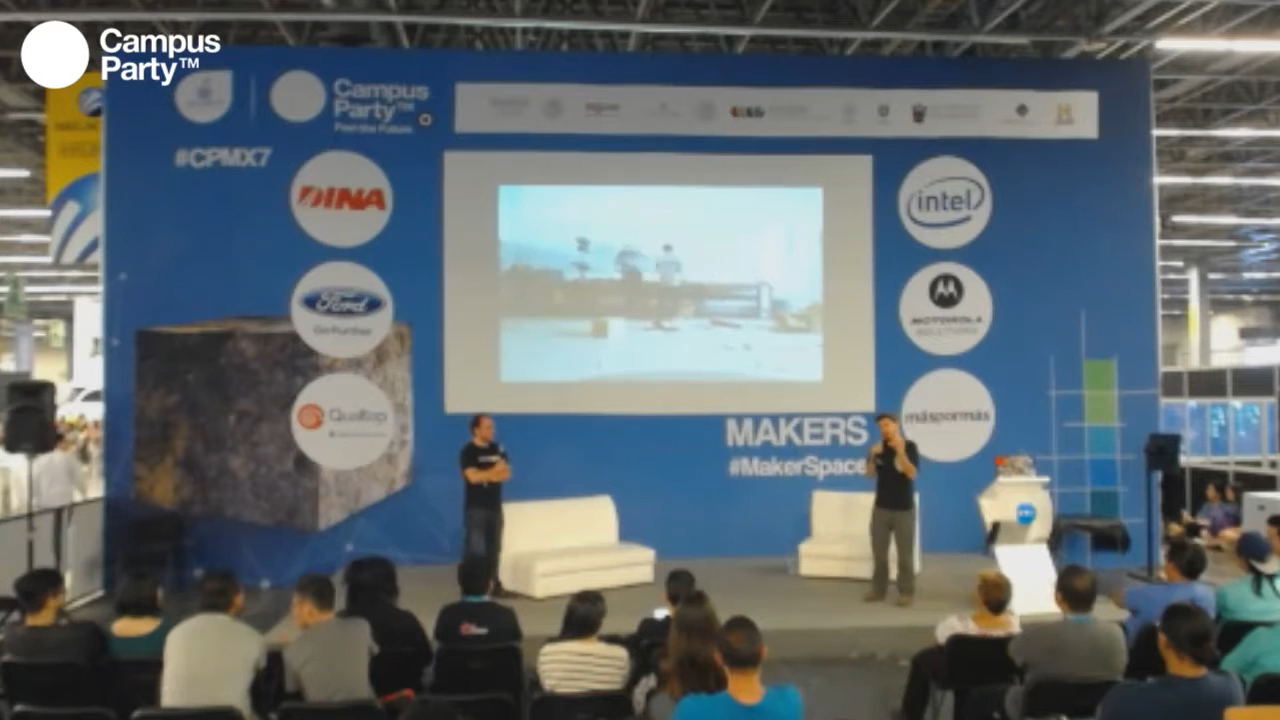 Campus
Party™
Campus
Party™
Feel the Future
#CPMX7
DINA
intel
Ford
Go Further
MOTOROLA
SOLUTIONS
Qualtop
máspormás
MAKERS
#MakerSpace